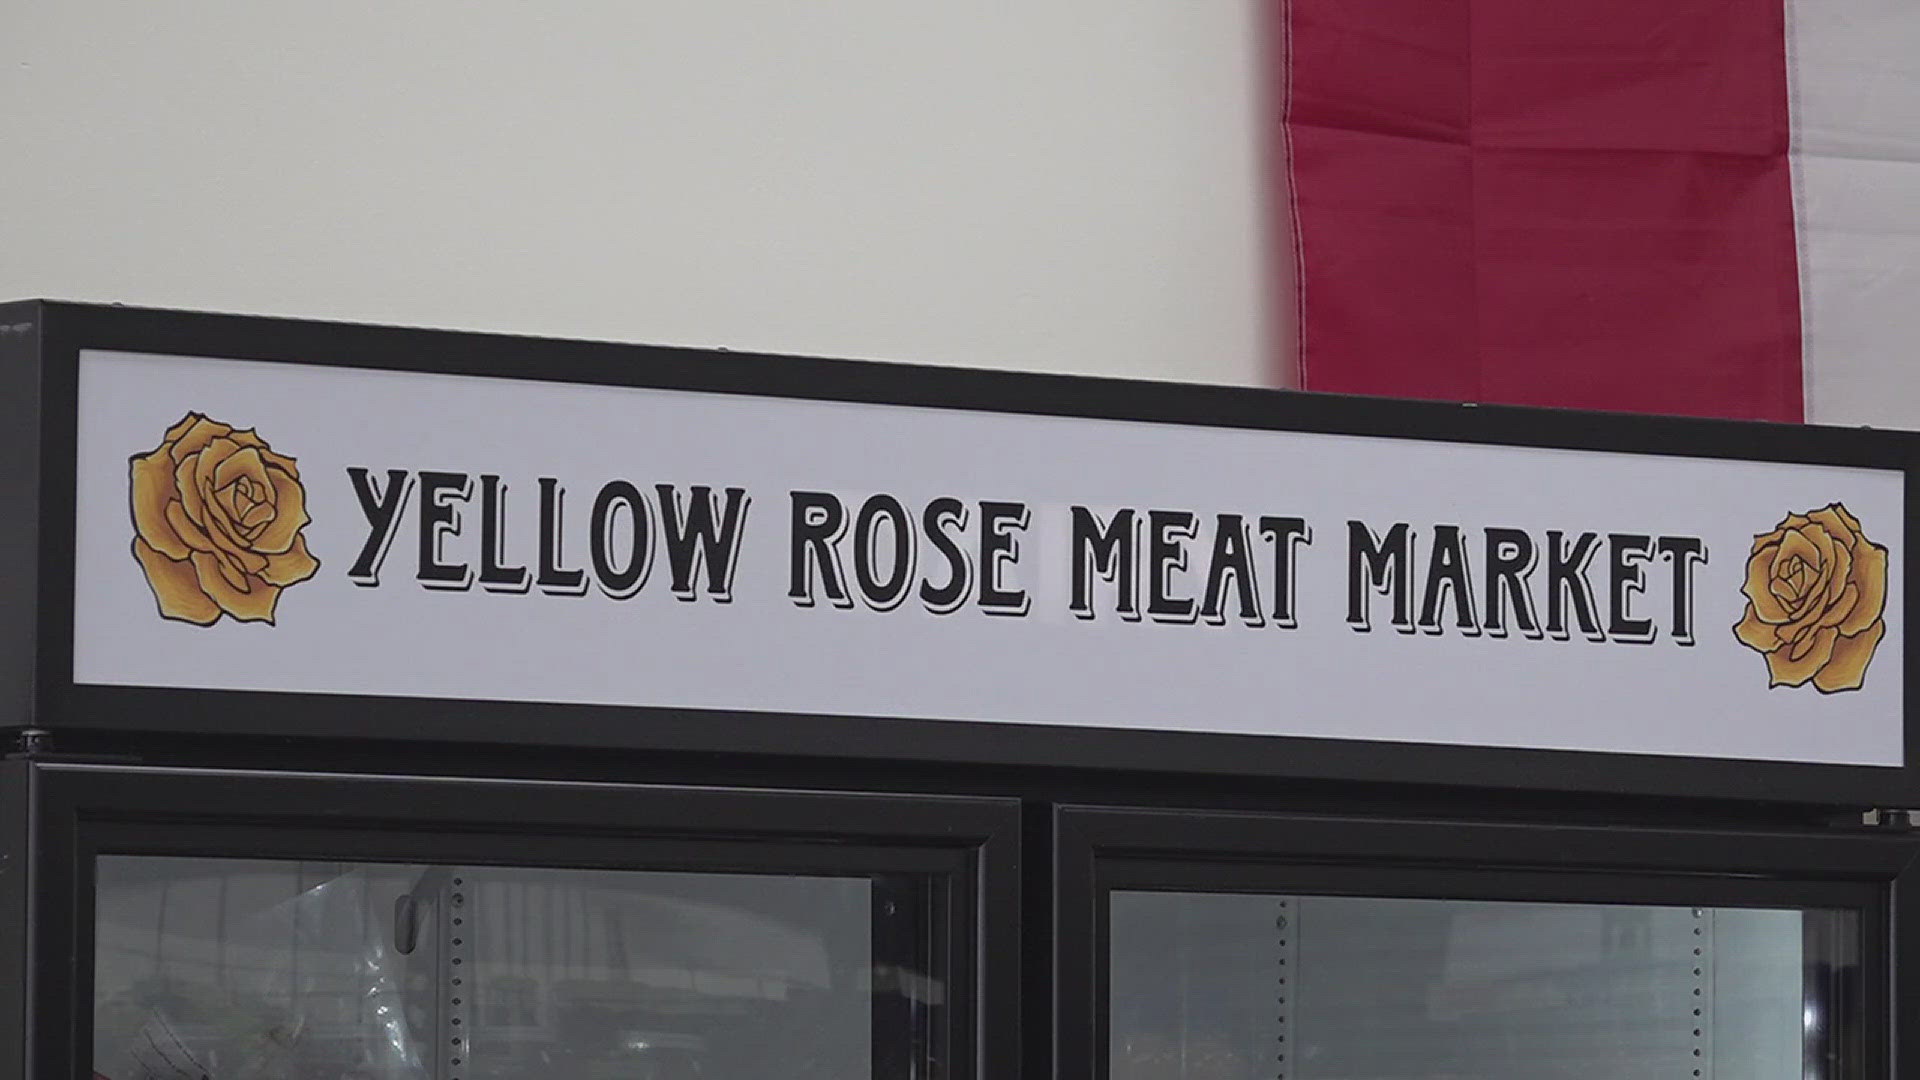 YELLOW ROSE MEAT MARKET